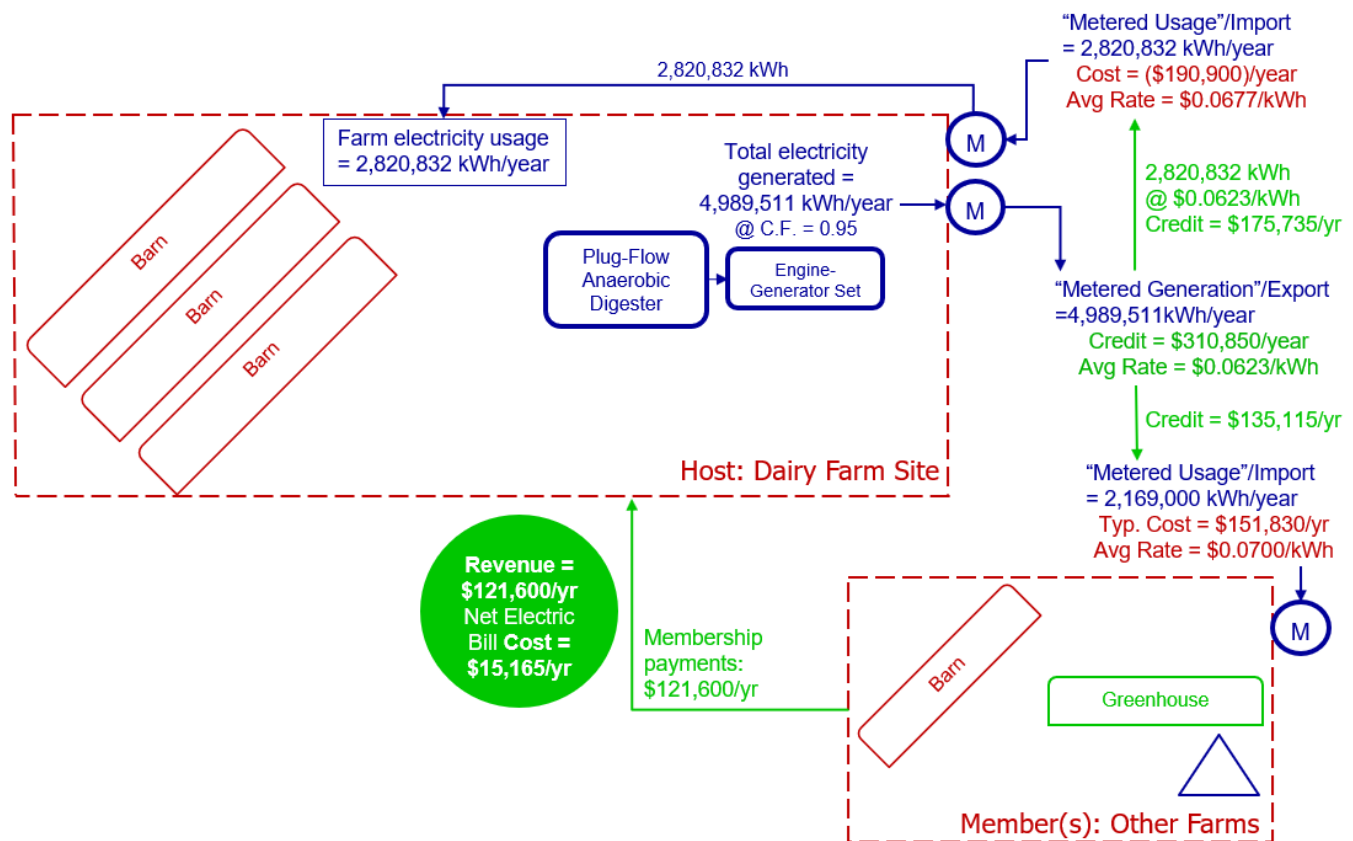 “Metered Usage”/Import
= 2,820,832 kWh/year
Cost = ($190,900)/year
Avg Rate = $0.0677/kWh
2,820,832 kWh
Farm electricity usage
= 2,820,832 kWh/year
M
Total electricity
generated =
4,989,511 kWh/year
@ C.F. = 0.95
M
2,820,832 kWh
@ $0.0623/kWh
Credit = $175,735/yr
Barn
Barn
Barn
Plug-Flow
Anaerobic
Digester
Engine-
Generator Set
“Metered Generation”/Export
=4,989,511kWh/year
Credit = $310,850/year
Avg Rate = $0.0623/kWh
Credit = $135,115/yr
Host: Dairy Farm Site
“Metered Usage”/Import
= 2,169,000 kWh/year
Typ. Cost = $151,830/yr
Avg Rate = $0.0700/kWh
Revenue =
$121,600/yr
Net Electric
Bill Cost =
$15,165/yr
Membership
payments:
$121,600/yr
M
Barn
Greenhouse
Member(s): Other Farms